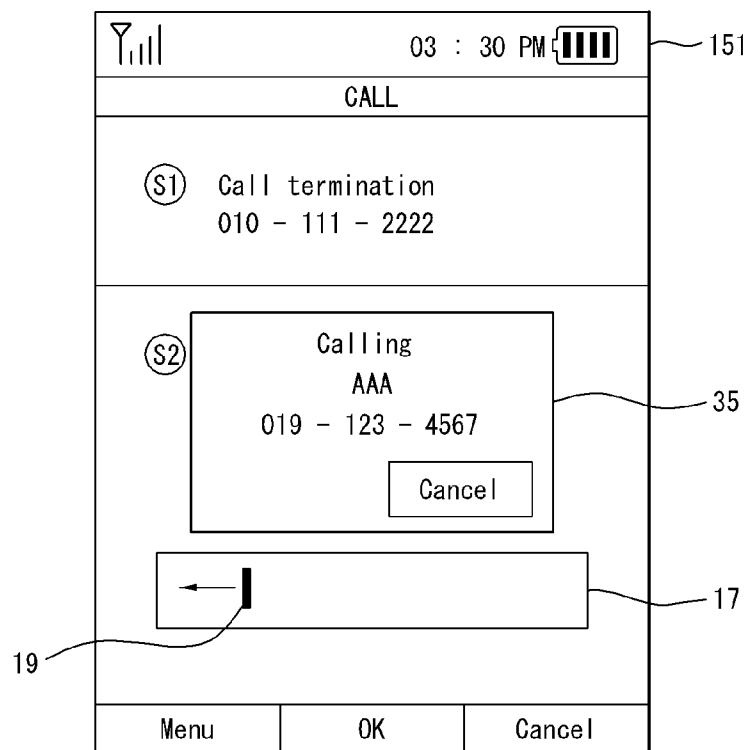 03 : 30 PM
151
CALL
S1 Call termination
010 - 111 - 2222
S2
Calling
AAA
019 - 123 - 4567
35
Cancel
17
19
Menu OK Cancel